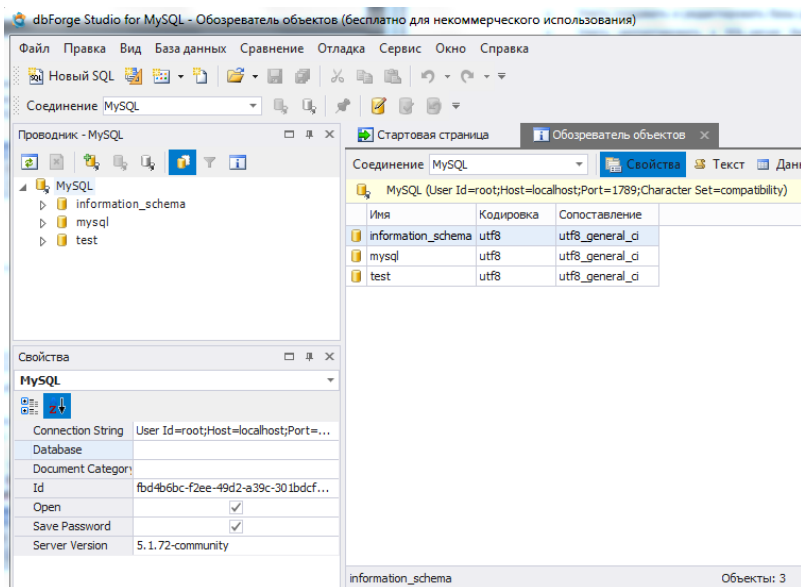 dbForge Studio for MySQL - Обозреватель объектов (бесплатно для некоммерческого использования)
Файл Правка Вид База данных Сравнение Отладка Сервис Окно Справка
Новый SQL
Соединение MySQL
Проводник - MySQL
MySQL
information_schema
mysql
test
Свойства
MySQL
Connection String User Id=root;Host=localhost;Port=...
Database
Document Category
Id fbd4b6bc-f2ee-49d2-a39c-301bdcf...
Open
Save Password
Server Version 5.1.72-community
Стартовая страница Обозреватель объектов
Соединение MySQL Свойства Текст Данн
MySQL (User Id=root;Host=localhost;Port=1789;Character Set=compatibility)
Имя Кодировка Сопоставление
information_schema utf8 utf8_general_ci
mysql utf8 utf8_general_ci
test utf8 utf8_general_ci
information_schema Объекты: 3